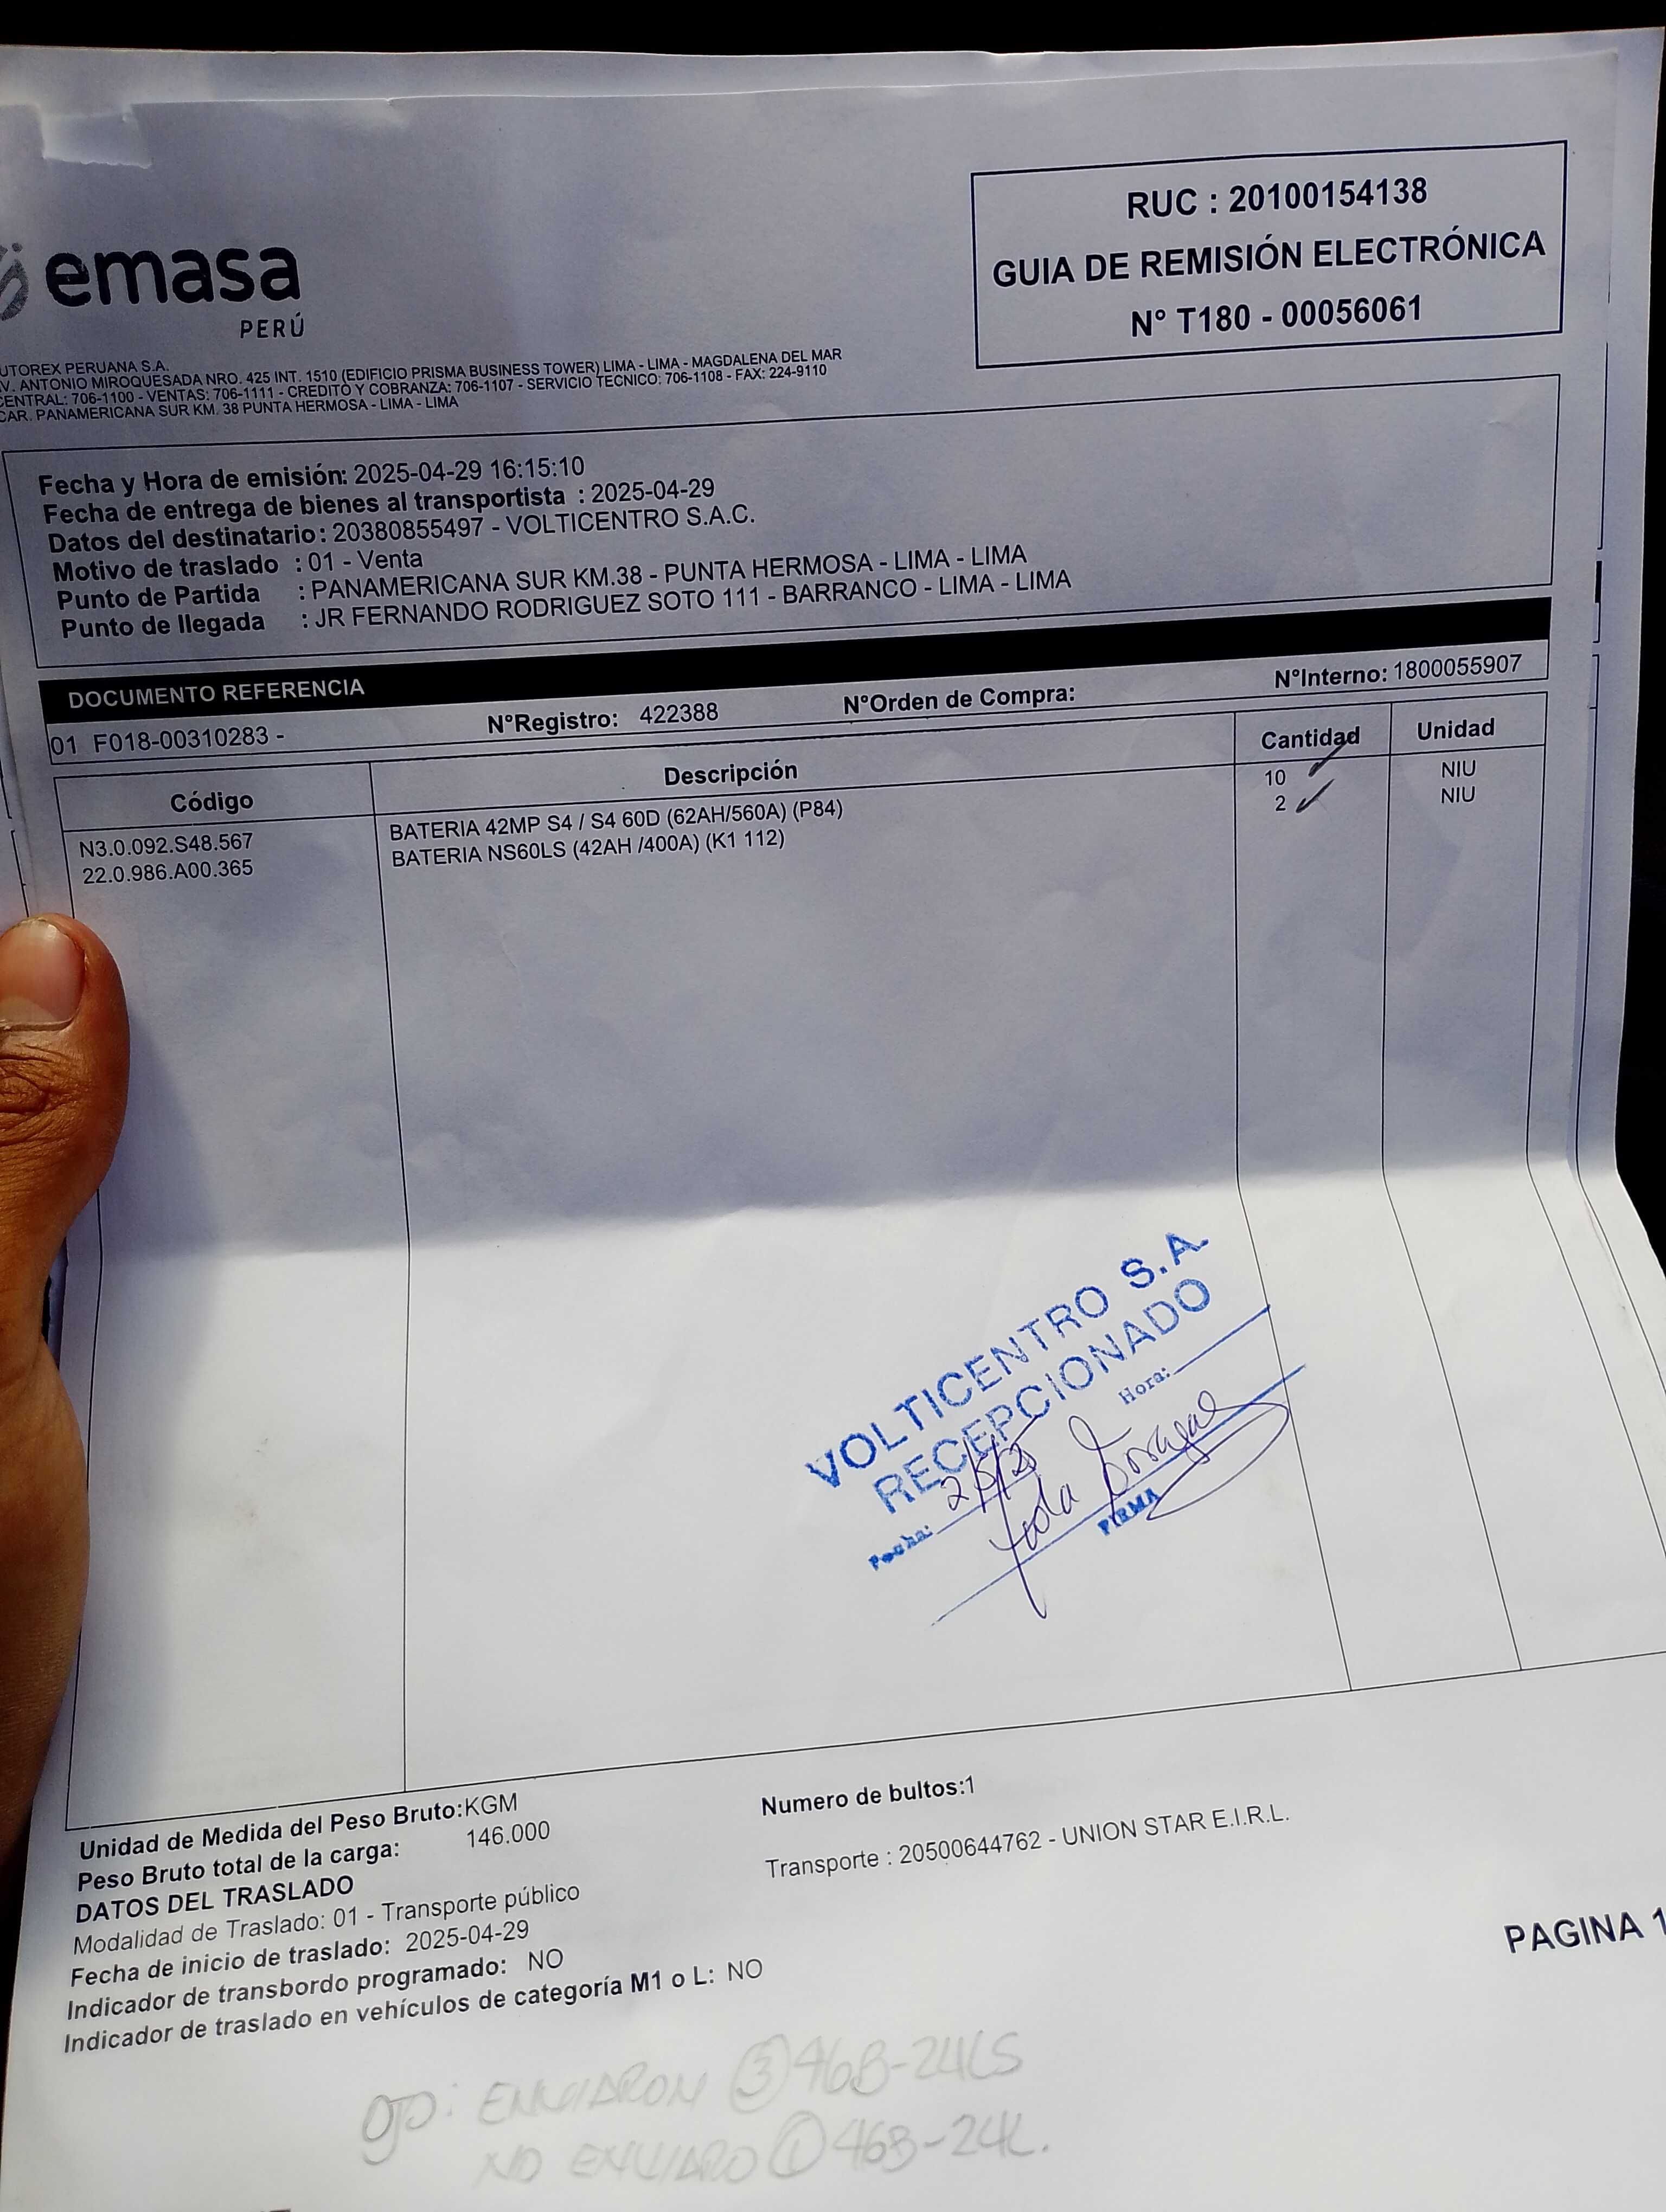 emasa
PERÚ
RUC : 20100154138
GUIA DE REMISIÓN ELECTRÓNICA
N° T180 - 00056061
UTOREX PERUANA S.A.
V. ANTONIO MIROQUESADA NRO. 425 INT. 1510 (EDIFICIO PRISMA BUSINESS TOWER) LIMA - LIMA - MAGDALENA DEL MAR
CENTRAL: 706-1100 - VENTAS: 706-1111 - CREDITO Y COBRANZA: 706-1107 - SERVICIO TECNICO: 706-1108 - FAX: 224-9110
CAR. PANAMERICANA SUR KM. 38 PUNTA HERMOSA - LIMA - LIMA
Fecha y Hora de emisión: 2025-04-29 16:15:10
Fecha de entrega de bienes al transportista : 2025-04-29
Datos del destinatario : 20380855497 - VOLTICENTRO S.A.C.
Motivo de traslado : 01 - Venta
Punto de Partida : PANAMERICANA SUR KM.38 - PUNTA HERMOSA - LIMA - LIMA
Punto de llegada : JR FERNANDO RODRIGUEZ SOTO 111 - BARRANCO - LIMA - LIMA
DOCUMENTO REFERENCIA
01 F018-00310283 - N°Registro: 422388 N°Orden de Compra: N°Interno: 1800055907
Código Descripción Cantidad Unidad
N3.0.092.S48.567 BATERIA 42MP S4 / S4 60D (62AH/560A) (P84) 10 NIU
22.0.986.A00.365 BATERIA NS60LS (42AH /400A) (K1 112) 2 NIU
VOLTICENTRO S.A.
RECEPCIONADO
Fecha: Hora:
FIRMA
Unidad de Medida del Peso Bruto: KGM Numero de bultos:1
Peso Bruto total de la carga: 146.000
DATOS DEL TRASLADO Transporte : 20500644762 - UNION STAR E.I.R.L.
Modalidad de Traslado: 01 - Transporte público
Fecha de inicio de traslado: 2025-04-29
Indicador de transbordo programado: NO
Indicador de traslado en vehículos de categoría M1 o L: NO
PAGINA 1
OJO: ENVIARON 3 46B-24LS
NO ENVIARO 1 46B-24L.